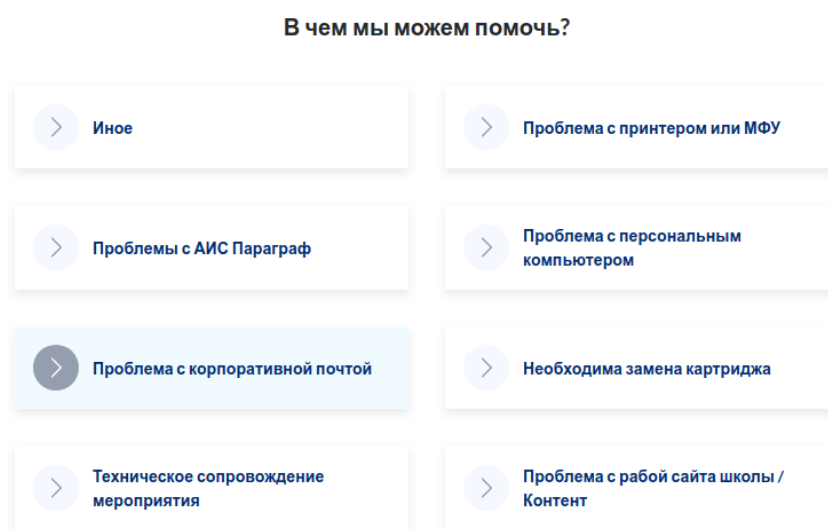 В чем мы можем помочь?
Иное
Проблема с принтером или МФУ
Проблемы с АИС Параграф
Проблема с персональным
компьютером
Проблема с корпоративной почтой
Необходима замена картриджа
Техническое сопровождение
мероприятия
Проблема с рабой сайта школы /
Контент